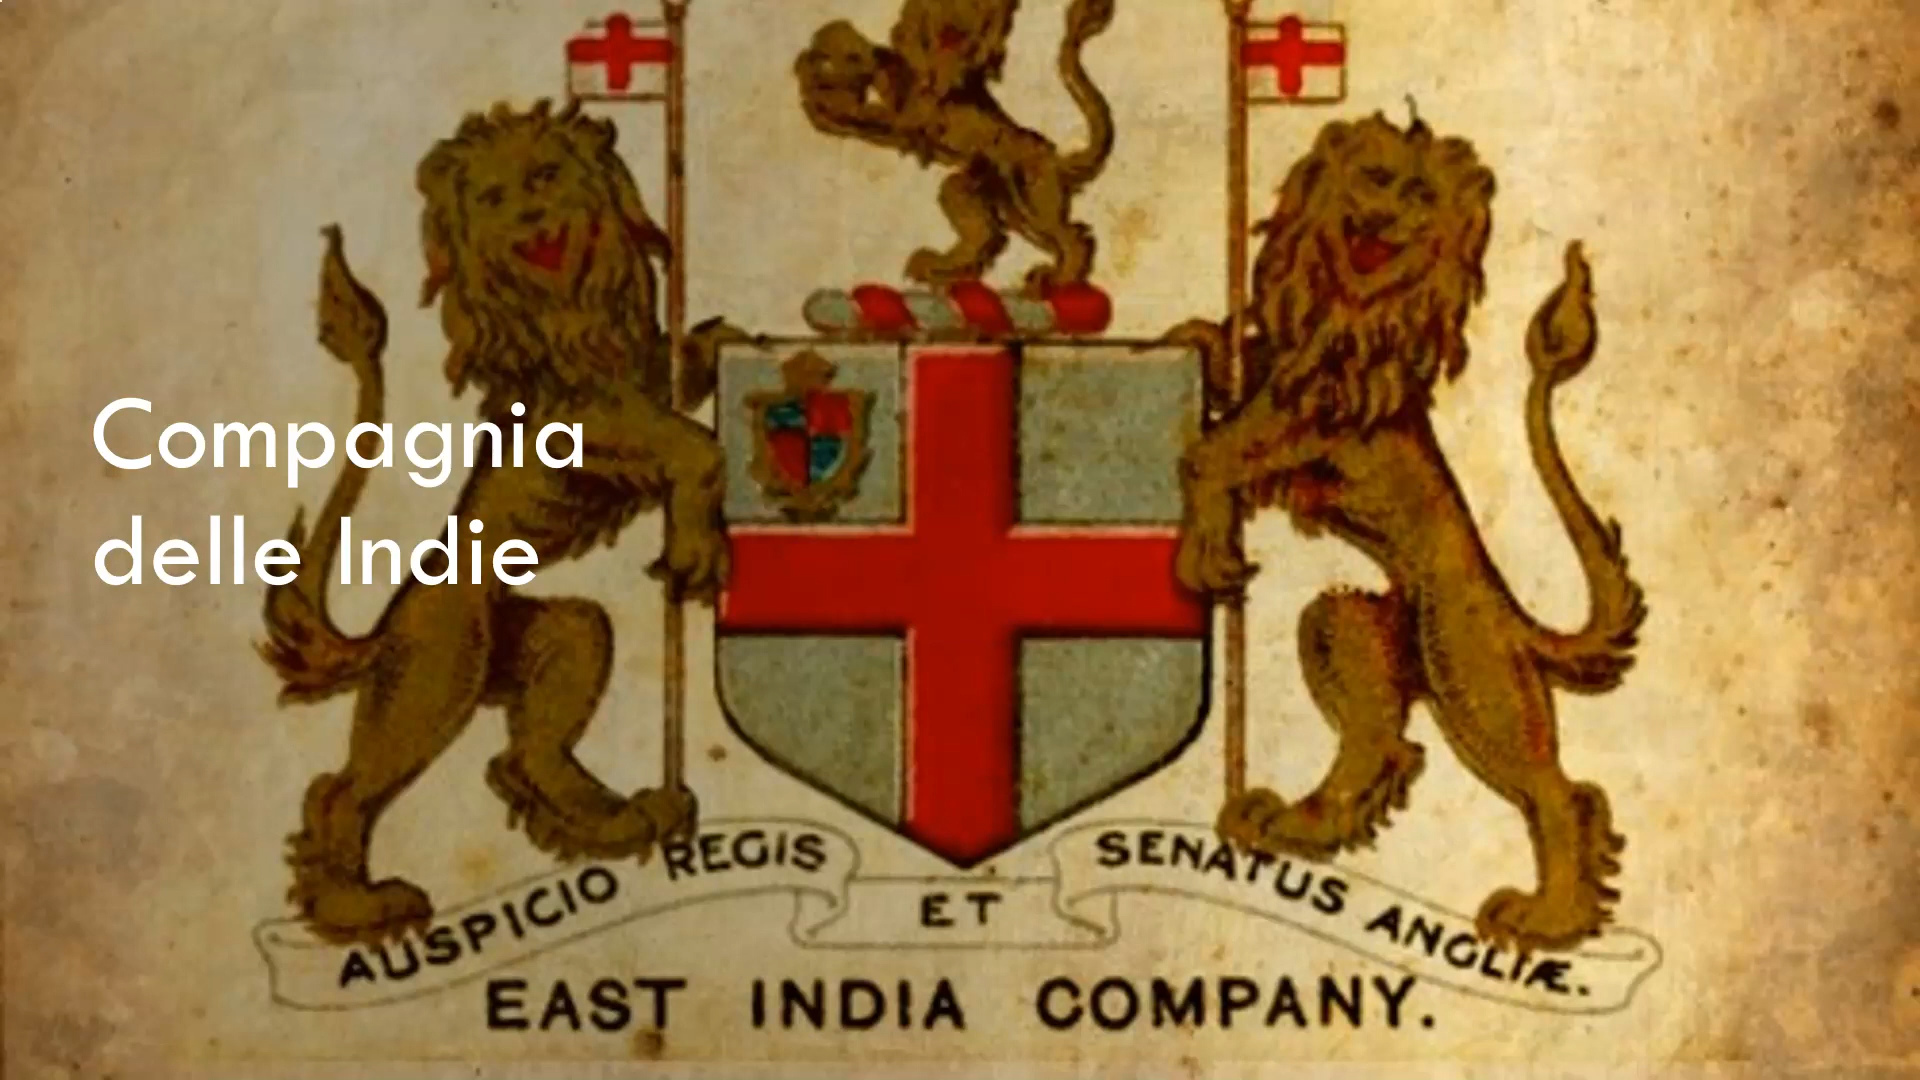 Compagnia
delle Indie
AUSPICIO REGIS ET SENATUS ANGLIÆ.
EAST INDIA COMPANY.